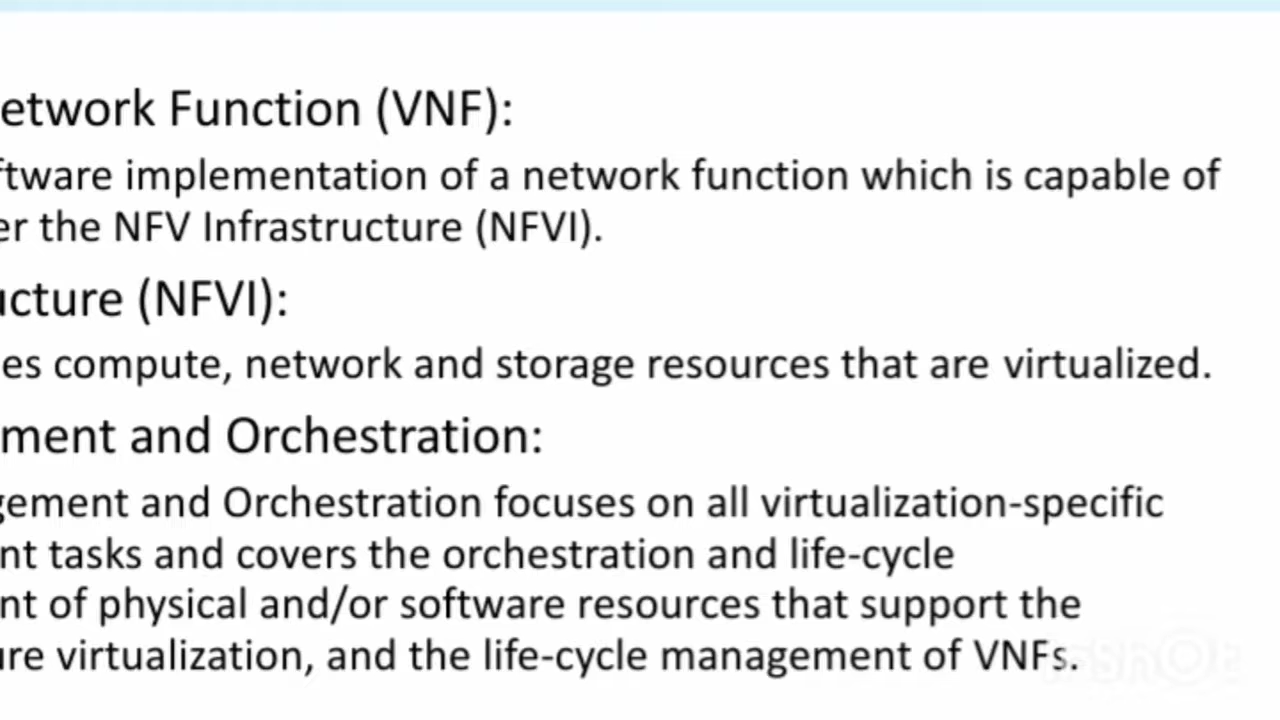 etwork Function (VNF):
ftware implementation of a network function which is capable of
er the NFV Infrastructure (NFVI).
ucture (NFVI):
es compute, network and storage resources that are virtualized.
ment and Orchestration:
gement and Orchestration focuses on all virtualization-specific
nt tasks and covers the orchestration and life-cycle
nt of physical and/or software resources that support the
ure virtualization, and the life-cycle management of VNFs.